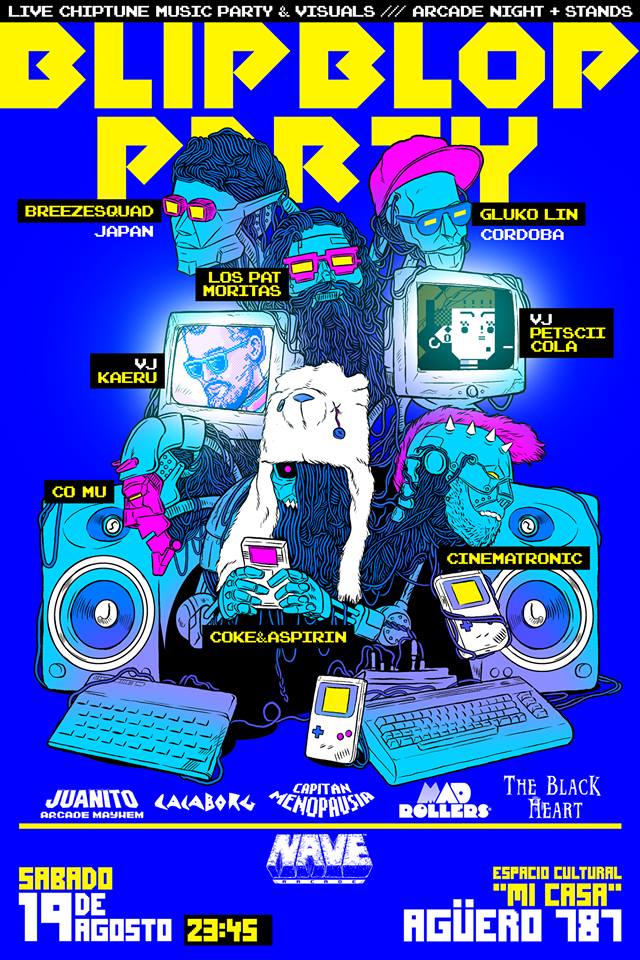 LIVE CHIPTUNE MUSIC PARTY & VISUALS /// ARCADE NIGHT + STANDS
BLIPBLOP
PARTY
BREEZESQUAD
JAPAN
GLUKO LIN
CORDOBA
LOS PAT
MORITAS
VJ
PETSCII
COLA
VJ
KAERU
CO MU
CINEMATRONIC
COKE&ASPIRIN
JUANITO
ARCADE MAYHEM
CACABORG
CAPITÁN
MENOPAUSIA
MAD
ROLLERS
THE BLACK
HEART
NAVE
ARCADE
SABADO
19 DE
AGOSTO
23:45
ESPACIO CULTURAL
"MI CASA"
AGÜERO 787